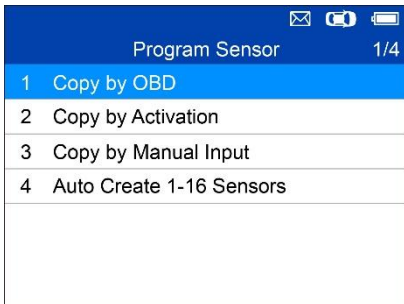 Program Sensor 1/4
1 Copy by OBD
2 Copy by Activation
3 Copy by Manual Input
4 Auto Create 1-16 Sensors